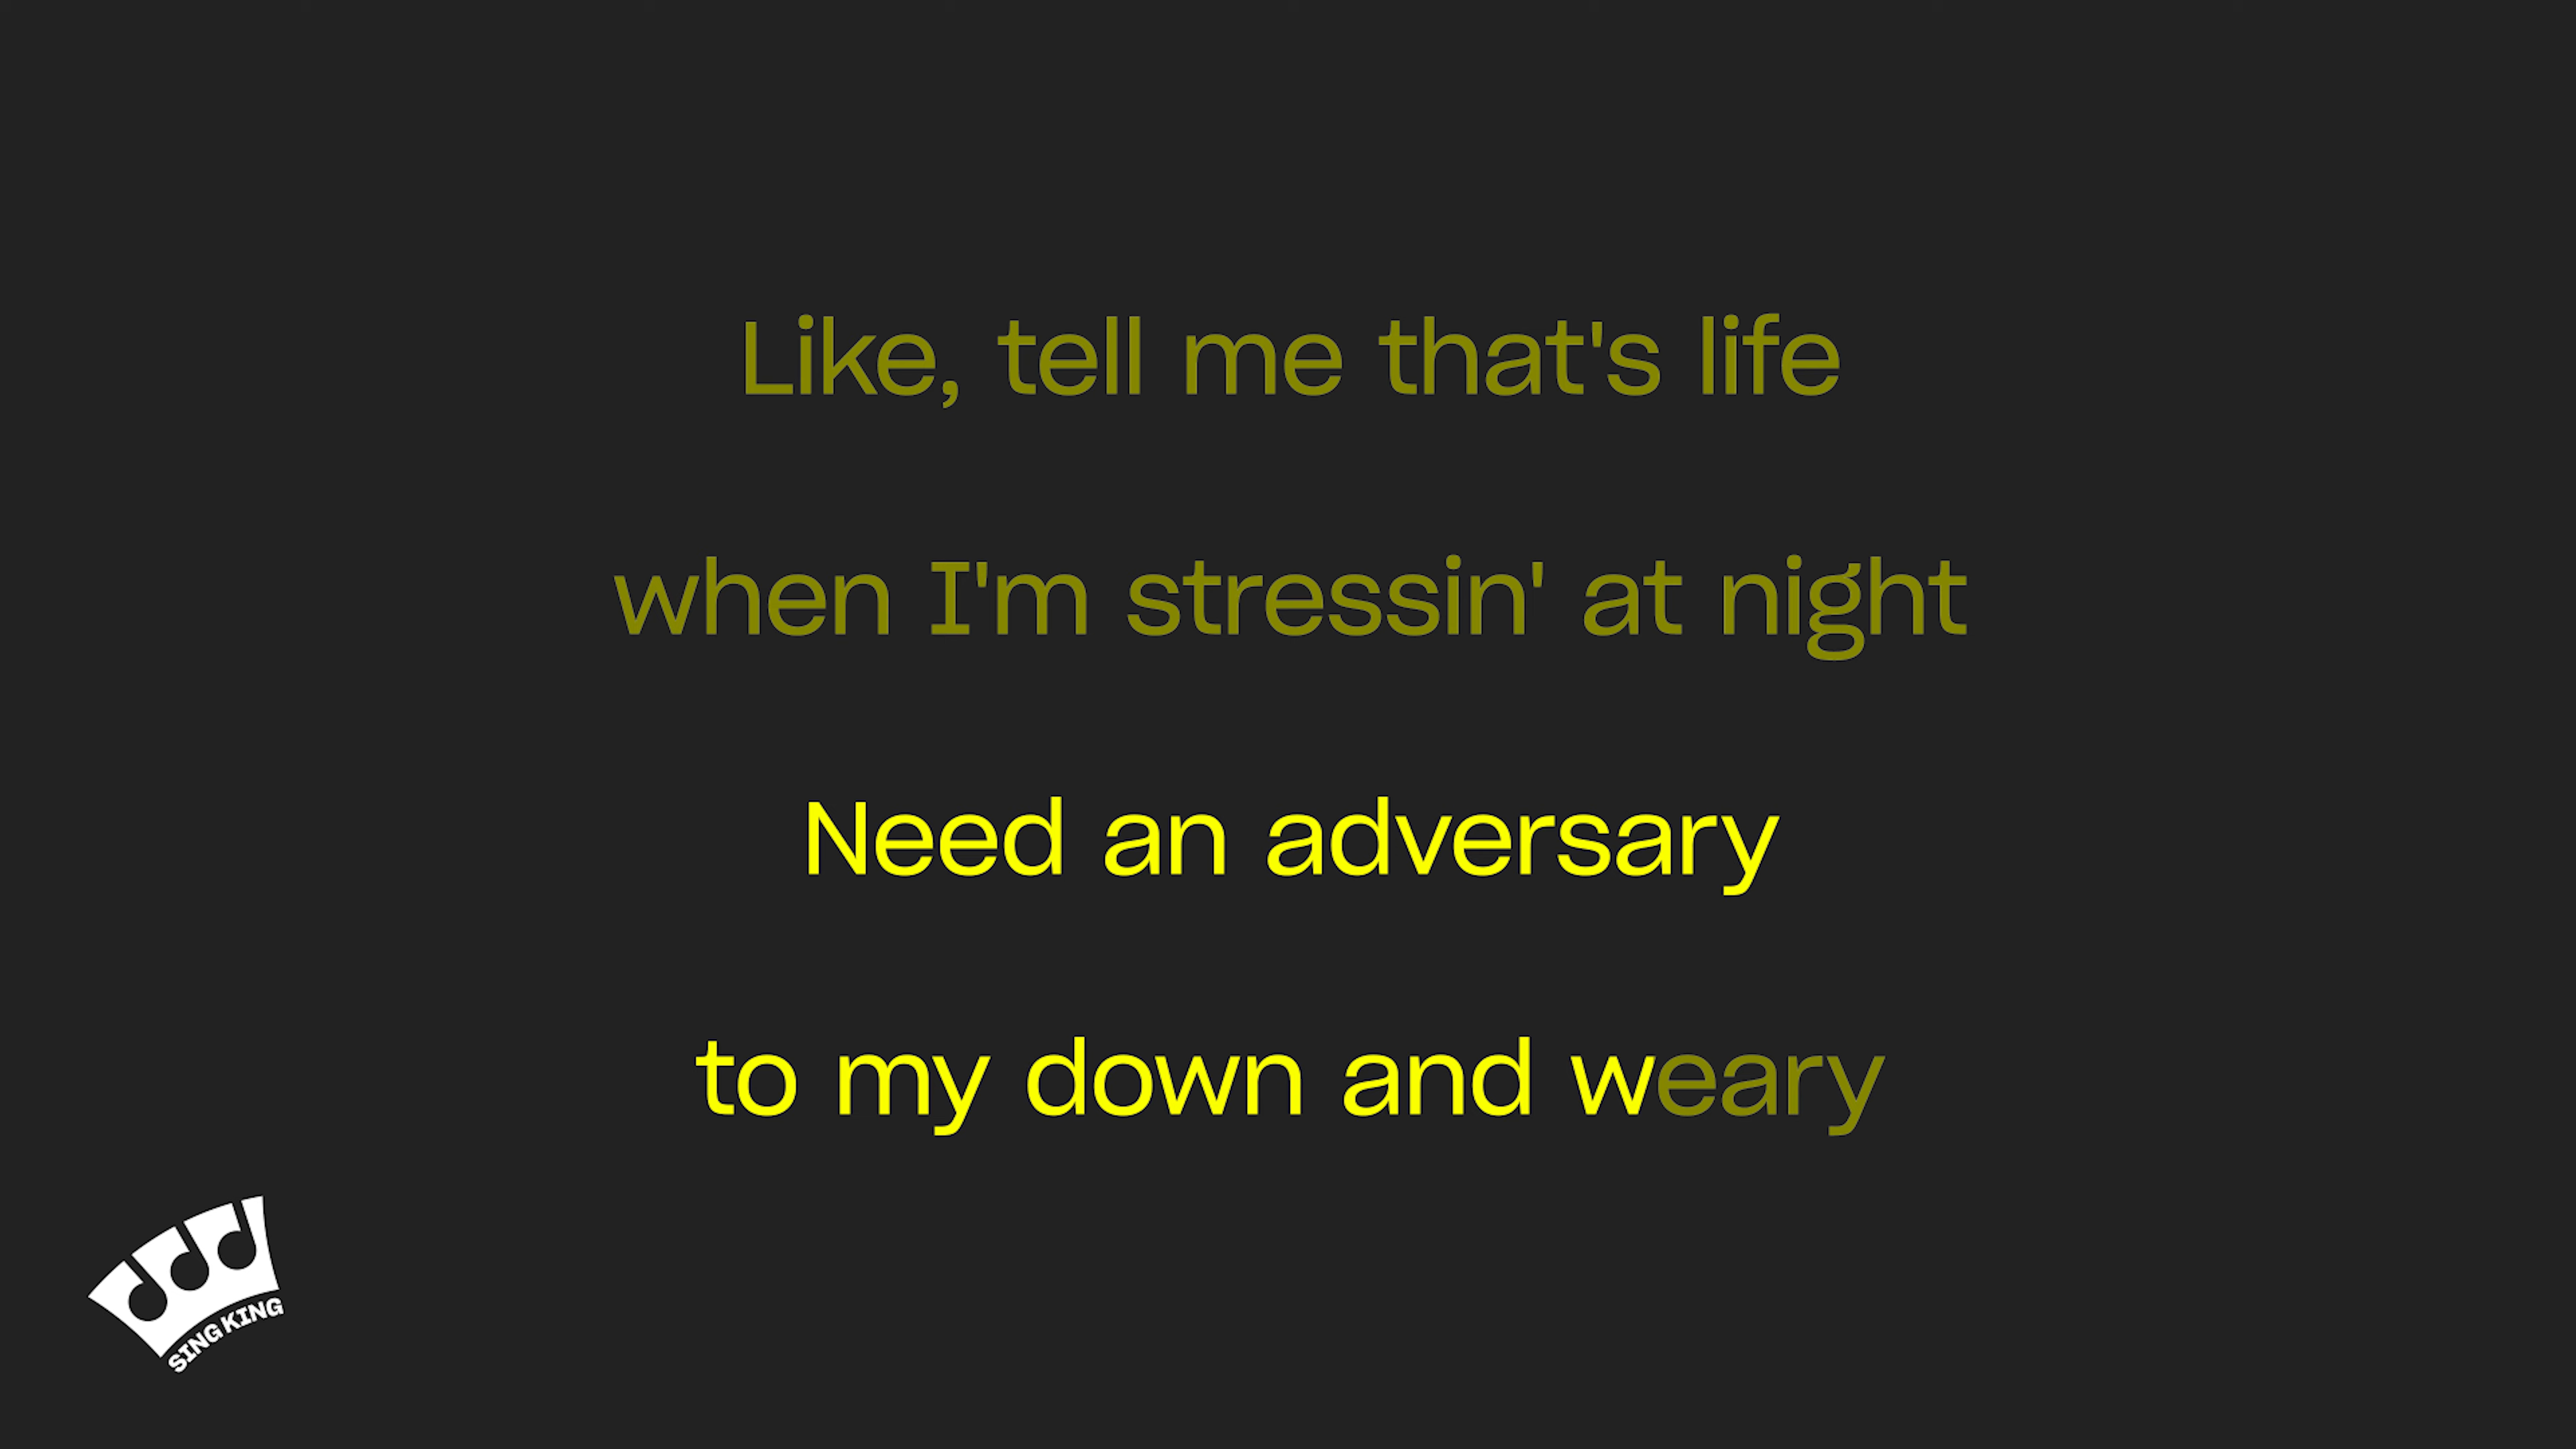 Like, tell me that's life
when I'm stressin' at night
Need an adversary
to my down and weary
SING KING